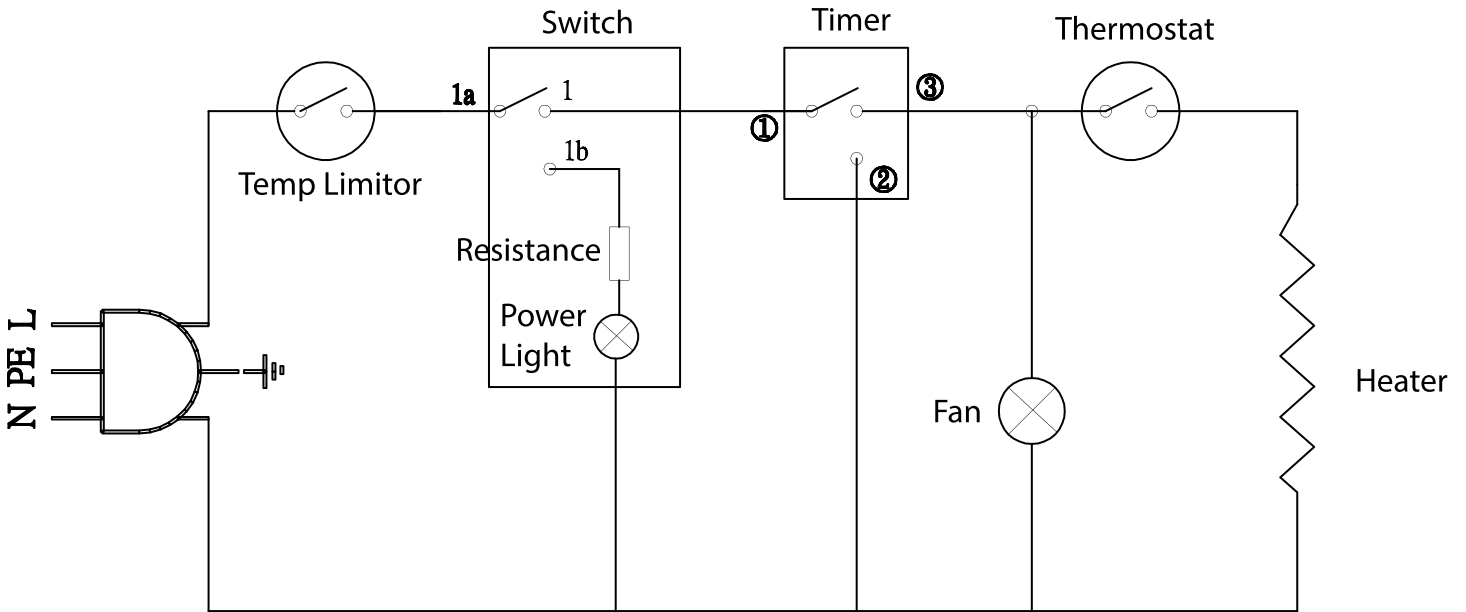 Switch
Timer
Thermostat
1a
1
③
①
1b
②
Temp Limitor
Resistance
Power
Light
L
PE
N
Fan
Heater